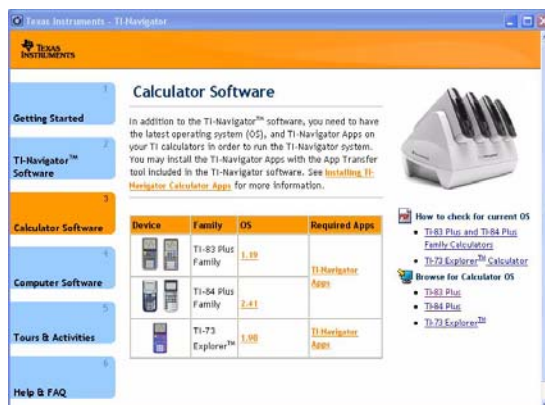 Texas Instruments - TI-Navigator
TEXAS
INSTRUMENTS
1
Getting Started
2
TI-Navigator™
Software
3
Calculator Software
4
Computer Software
5
Tours & Activities
6
Help & FAQ
Calculator Software
In addition to the TI-Navigator™ software, you need to have
the latest operating system (OS), and TI-Navigator Apps on
your TI calculators in order to run the TI-Navigator system.
You may install the TI-Navigator Apps with the App Transfer
tool included in the TI-Navigator software. See Installing TI-
Navigator Calculator Apps for more information.
Device Family OS Required Apps
TI-83 Plus
Family
1.19
TI-Navigator
Apps
TI-84 Plus
Family
2.41
TI-73
Explorer™
1.90
TI-Navigator
Apps
How to check for current OS
TI-83 Plus and TI-84 Plus
Family Calculators
TI-73 Explorer™ Calculator
Browse for Calculator OS
TI-83 Plus
TI-84 Plus
TI-73 Explorer™